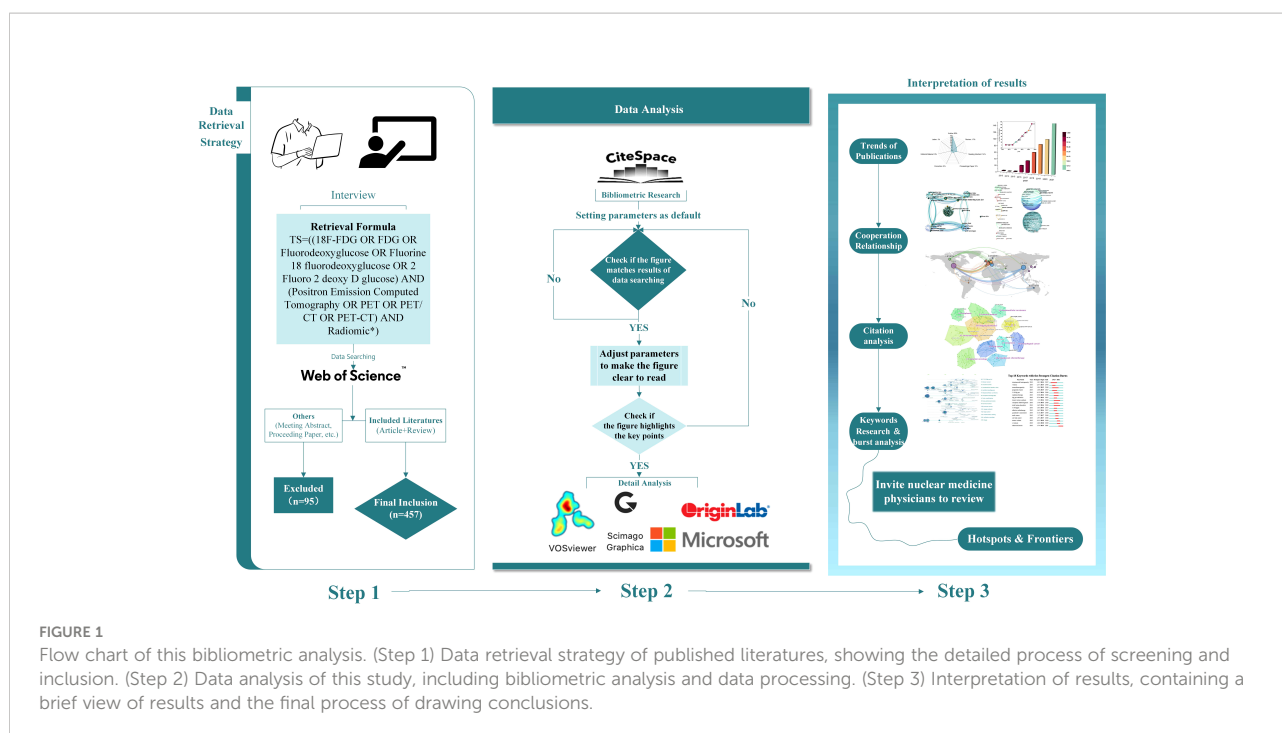 Data
Retrieval
Strategy
Interview
Retrieval Formula
TS=((18F-FDG OR FDG OR
Fluorodeoxyglucose OR Fluorine
18 fluorodeoxyglucose OR 2
Fluoro 2 deoxy D glucose) AND
(Positron Emission Computed
Tomography OR PET OR PET/
CT OR PET-CT) AND
Radiomic*)
Data Searching
Web of Science™
Others
(Meeting Abstract,
Proceeding Paper, etc.)
Included Literatures
(Article+Review)
Excluded
(n=95)
Final Inclusion
(n=457)
Data Analysis
CiteSpace
Bibliometric Research
Setting parameters as default
Check if the figure
matches results of
data searching
No
No
YES
Adjust parameters
to make the figure
clear to read
Check if
the figure highlights
the key points
YES
Detail Analysis
VOSviewer
Scimago
Graphica
OriginLab®
Microsoft
Interpretation of results
Trends of
Publications
Cooperation
Relationship
Citation
analysis
Keywords
Research &
burst analysis
Invite nuclear medicine
physicians to review
Hotspots & Frontiers
Step 1
Step 2
Step 3
FIGURE 1
Flow chart of this bibliometric analysis. (Step 1) Data retrieval strategy of published literatures, showing the detailed process of screening and
inclusion. (Step 2) Data analysis of this study, including bibliometric analysis and data processing. (Step 3) Interpretation of results, containing a
brief view of results and the final process of drawing conclusions.